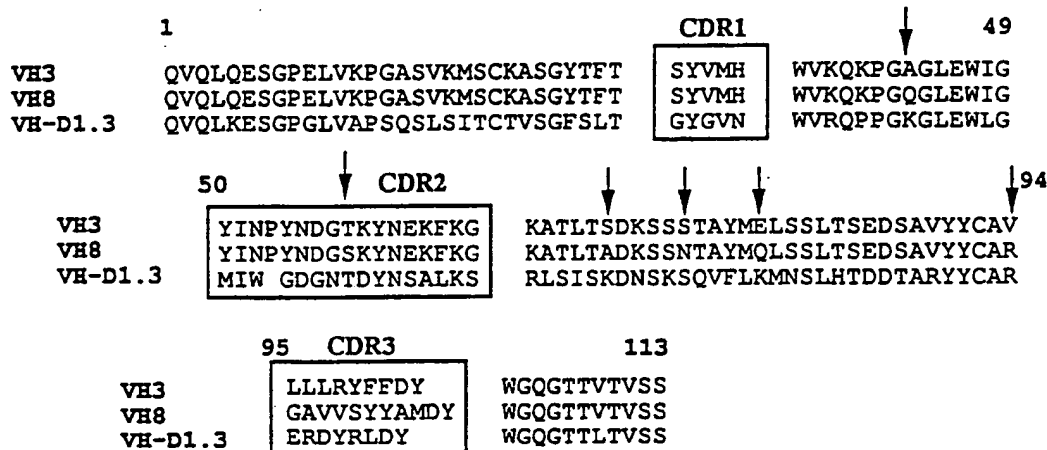 1 CDR1 49
VH3 QVQLQESGPELVKPGASVKMSCKASGYTFT SYVMH WVKQKPGAGLEWIG
VH8 QVQLQESGPELVKPGASVKMSCKASGYTFT SYVMH WVKQKPGQGLEWIG
VH-D1.3 QVQLKESGPGLVAPSQSLSITCTVSGFSLT GYGVN WVRQPPGKGLEWLG
50 CDR2 94
VH3 YINPYNDGTKYNEKFKG KATLTSDKSSSTAYMELSSLTSEDSAVYYCAV
VH8 YINPYNDGSKYNEKFKG KATLTADKSSNTAYMQLSSLTSEDSAVYYCAR
VH-D1.3 MIW GDGNTDYNSALKS RLSISKDNSKSQVFLKMNSLHTDDTARYYCAR
95 CDR3 113
VH3 LLLRYFFDY WGQGTTVTVSS
VH8 GAVVSYYAMDY WGQGTTVTVSS
VH-D1.3 ERDYRLDY WGQGTTLTVSS